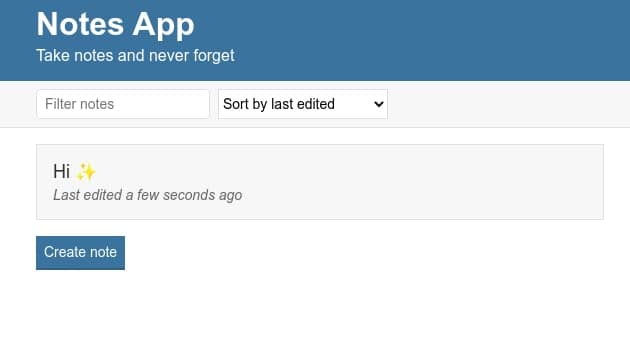 Notes App
Take notes and never forget
Filter notes
Sort by last edited
Hi ✨
Last edited a few seconds ago
Create note